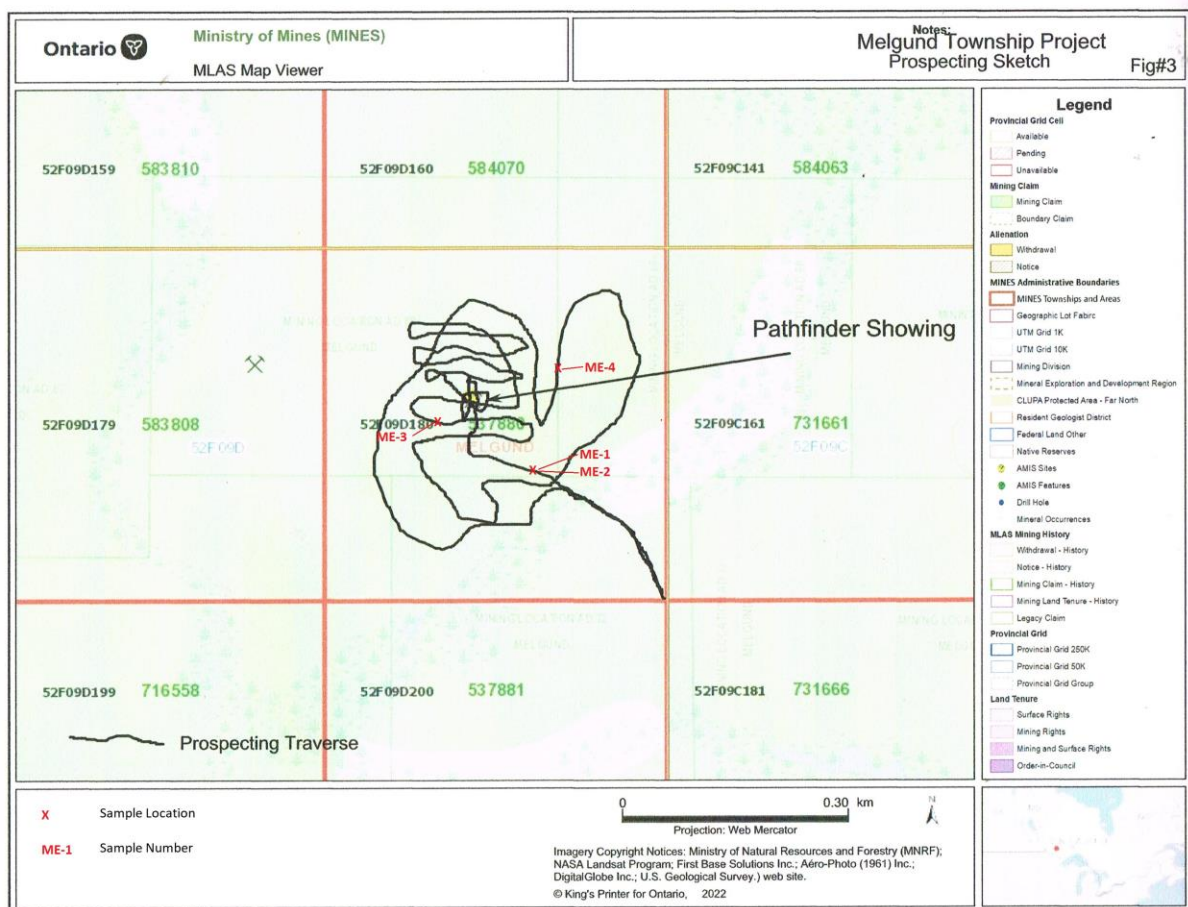 Ontario
Ministry of Mines (MINES)
MLAS Map Viewer
Notes:
Melgund Township Project
Prospecting Sketch
Fig#3
52F09D159 583810
52F09D160 584070
52F09C141 584063
Pathfinder Showing
ME-4
52F09D179 583808
52F09D
52F09D180 537880
MELGUND
ME-3
ME-1
ME-2
52F09C161 731661
52F09C
MINING LOCATION AD
MELGUND
52F09D199 716558
52F09D200 537881
52F09C181 731666
Prospecting Traverse
Legend
Provincial Grid Cell
Available
Pending
Unavailable
Mining Claim
Mining Claim
Boundary Claim
Alienation
Withdrawal
Notice
MINES Administrative Boundaries
MINES Townships and Areas
Geographic Lot Fabric
UTM Grid 1K
UTM Grid 10K
Mining Division
Mineral Exploration and Development Region
CLUPA Protected Area - Far North
Resident Geologist District
Federal Land Other
Native Reserves
AMIS Sites
AMIS Features
Drill Hole
Mineral Occurrences
MLAS Mining History
Withdrawal - History
Notice - History
Mining Claim - History
Mining Land Tenure - History
Legacy Claim
Provincial Grid
Provincial Grid 250K
Provincial Grid 50K
Provincial Grid Group
Land Tenure
Surface Rights
Mining Rights
Mining and Surface Rights
Order-in-Council
X Sample Location
ME-1 Sample Number
0 0.30 km
N
Projection: Web Mercator
Imagery Copyright Notices: Ministry of Natural Resources and Forestry (MNRF);
NASA Landsat Program; First Base Solutions Inc.; Aéro-Photo (1961) Inc.;
DigitalGlobe Inc.; U.S. Geological Survey.) web site.
© King's Printer for Ontario, 2022